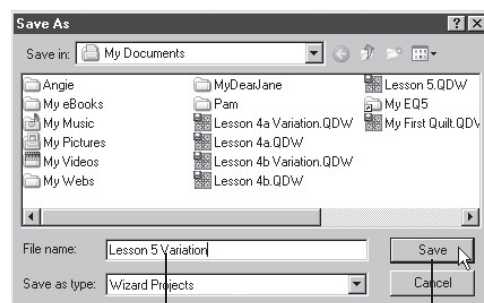 Save As
Save in: My Documents
Angie
My eBooks
My Music
My Pictures
My Videos
My Webs
MyDearJane
Pam
Lesson 4a Variation.QDW
Lesson 4a.QDW
Lesson 4b Variation.QDW
Lesson 4b.QDW
Lesson 5.QDW
My EQ5
My First Quilt.QDW
File name: Lesson 5 Variation Save
Save as type: Wizard Projects Cancel